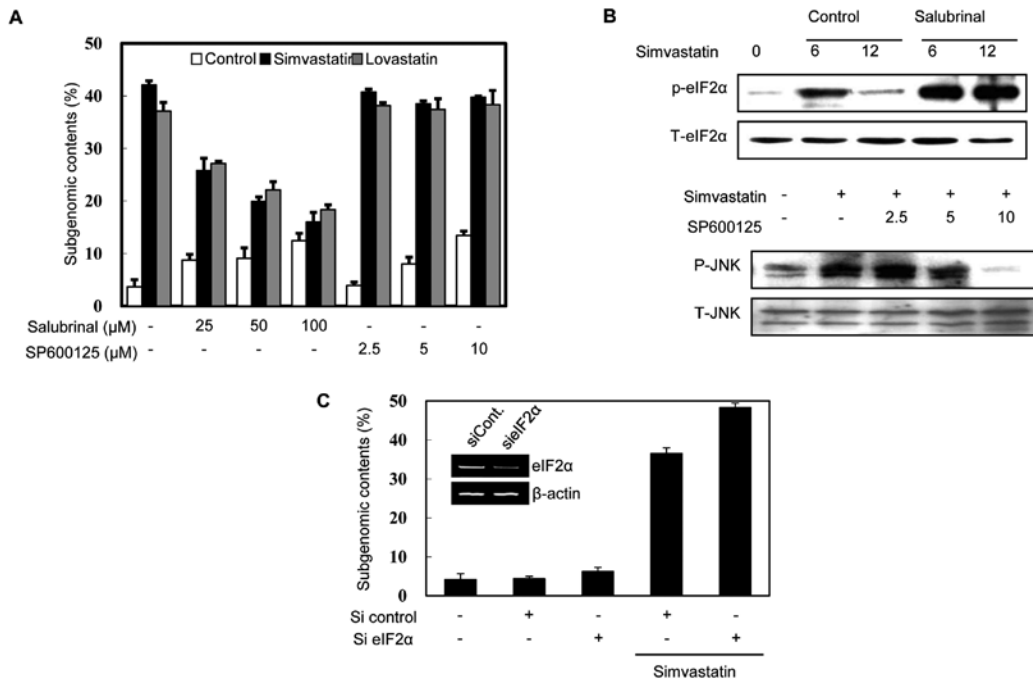 A
Subgenomic contents (%)
50
40
30
20
10
0
Control Simvastatin Lovastatin
Salubrinal (µM) - 25 50 100 - - -
SP600125 (µM) - - - - 2.5 5 10
B
Control Salubrinal
Simvastatin 0 6 12 6 12
p-eIF2α
T-eIF2α
Simvastatin - + + + +
SP600125 - - 2.5 5 10
P-JNK
T-JNK
C
Subgenomic contents (%)
50
40
30
20
10
0
siCont. sieIF2α
eIF2α
β-actin
Si control - + - + -
Si eIF2α - - + - +
Simvastatin